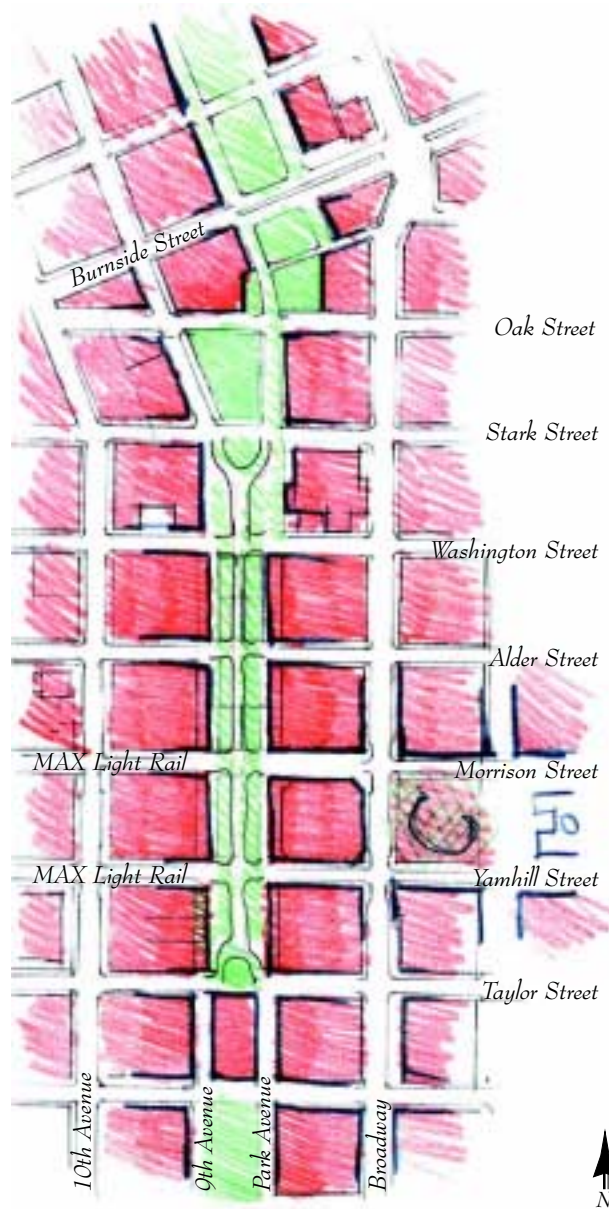 Burnside Street
Oak Street
Stark Street
Washington Street
Alder Street
MAX Light Rail
Morrison Street
MAX Light Rail
Yamhill Street
Taylor Street
10th Avenue
9th Avenue
Park Avenue
Broadway
N